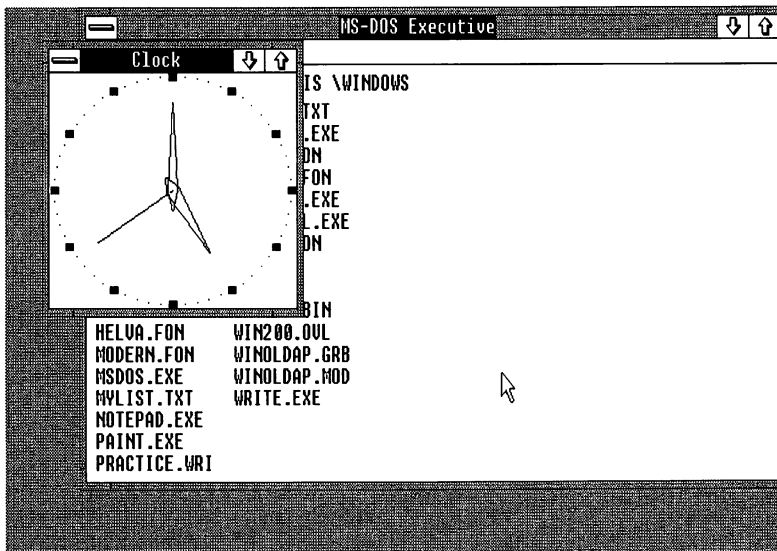 MS-DOS Executive
Clock
IS \WINDOWS
TXT
.EXE
ON
FON
.EXE
L.EXE
ON
BIN
HELVA.FON WIN200.OVL
MODERN.FON WINOLDAP.GRB
MSDOS.EXE WINOLDAP.MOD
MYLIST.TXT WRITE.EXE
NOTEPAD.EXE
PAINT.EXE
PRACTICE.WRI